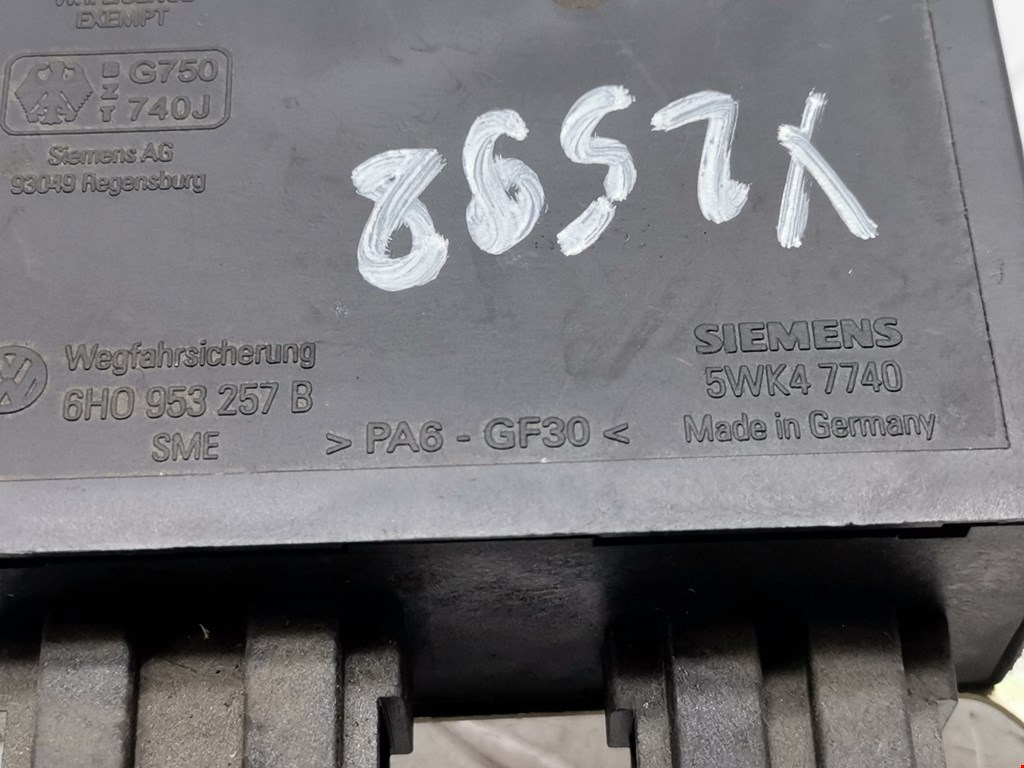 EXEMPT
BZT
G750
740J
Siemens AG
93049 Regensburg
Wegfahrsicherung
6H0 953 257 B
SME
> PA6 - GF30 <
SIEMENS
5WK4 7740
Made in Germany